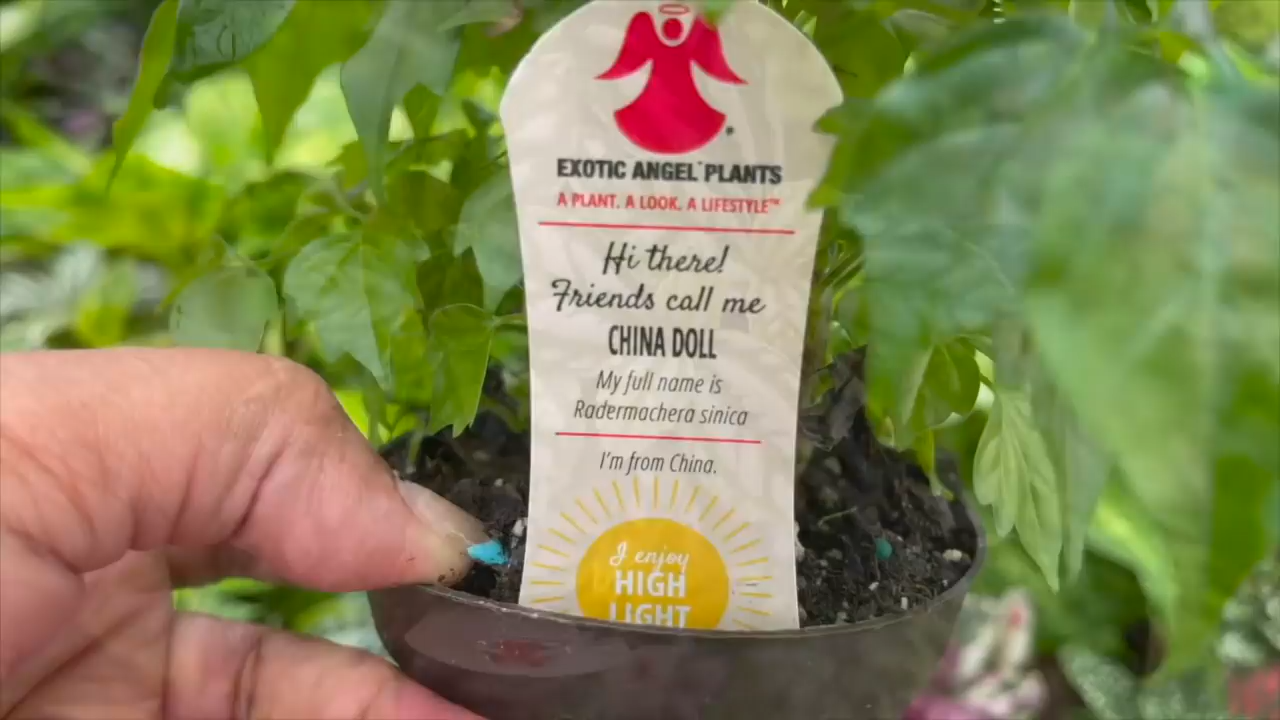 EXOTIC ANGEL PLANTS
A PLANT. A LOOK. A LIFESTYLE™
Hi there!
Friends call me
CHINA DOLL
My full name is
Radermachera sinica
I'm from China.
I enjoy
HIGH
LIGHT